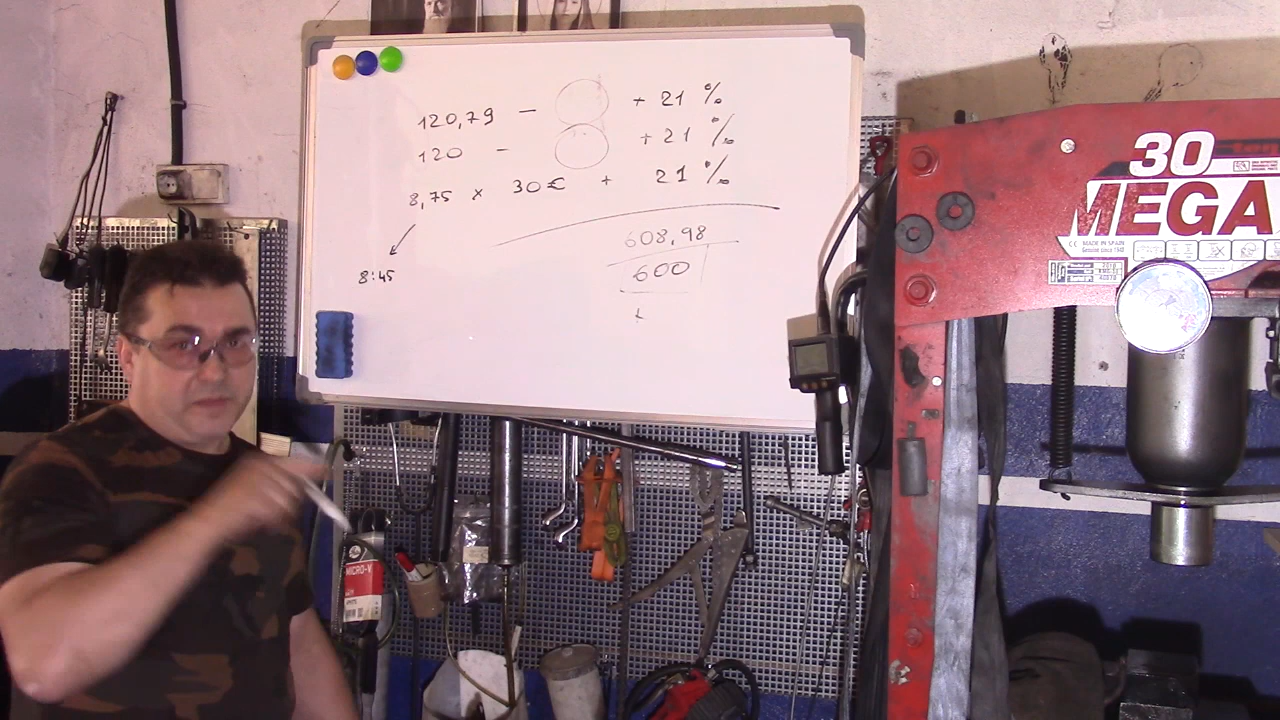 120,79 - + 21 %
120 - + 21 %
8,75 x 30€ + 21 %
608,98
8:45
600
+
30
MEGA
MADE IN SPAIN
MICRO-V